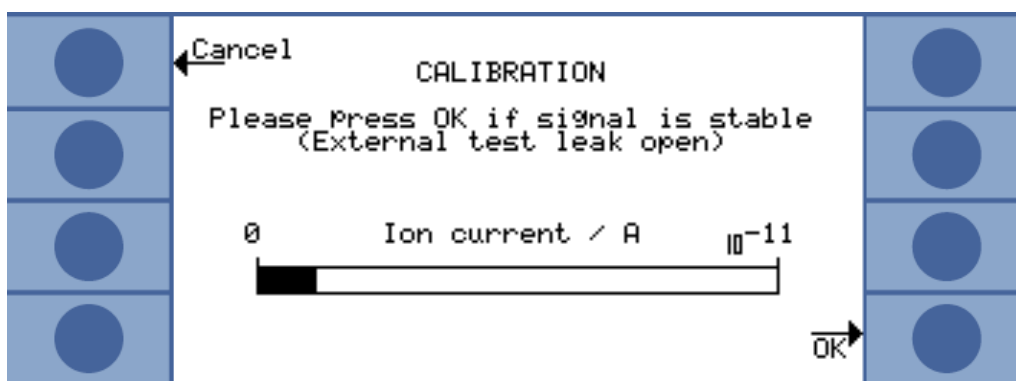 Cancel
CALIBRATION
Please press OK if signal is stable
(External test leak open)
0 Ion current / A 10-11
OK